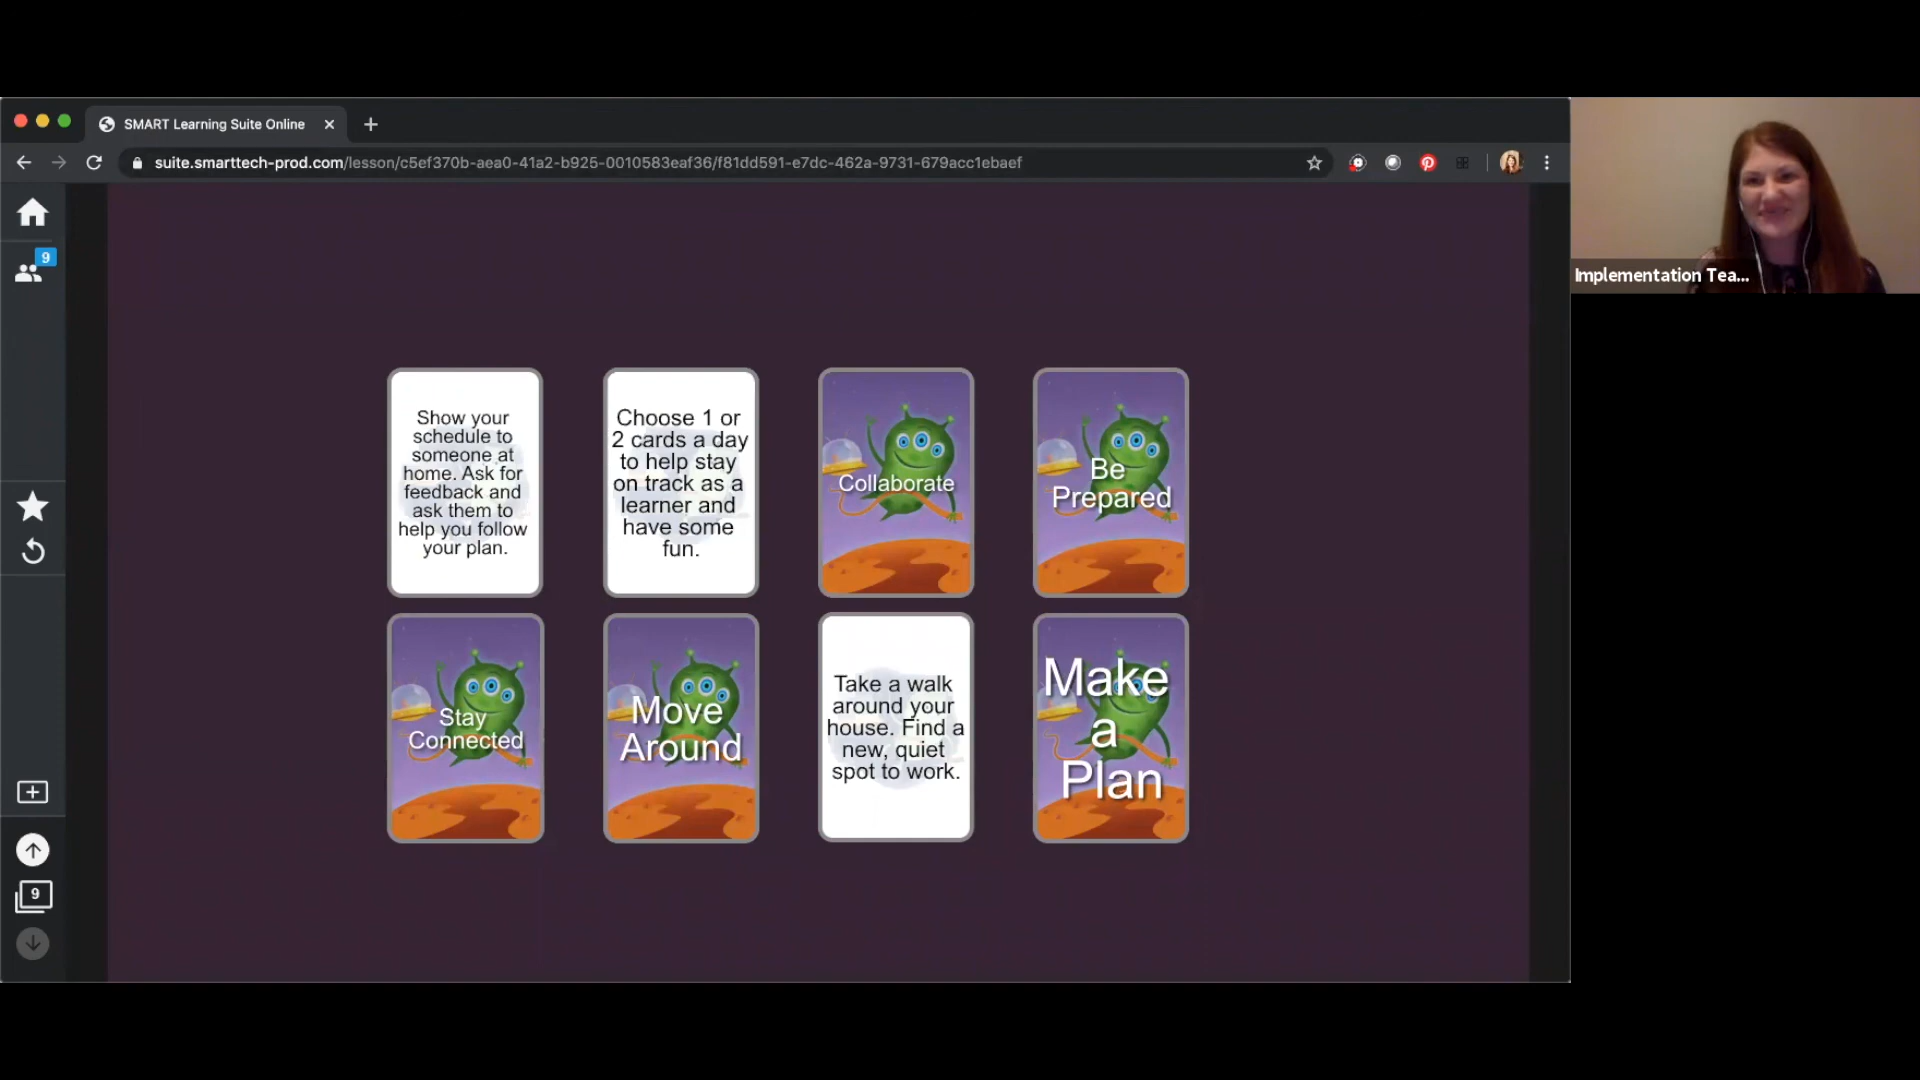 SMART Learning Suite Online
suite.smarttech-prod.com/lesson/c5ef370b-aea0-41a2-b925-0010583eaf36/f81dd591-e7dc-462a-9731-679acc1ebaef
9
Implementation Tea...
Show your
schedule to
someone at
home. Ask for
feedback and
ask them to
help you follow
your plan.
Choose 1 or
2 cards a day
to help stay
on track as a
learner and
have some
fun.
Collaborate
Be
Prepared
Stay
Connected
Move
Around
Take a walk
around your
house. Find a
new, quiet
spot to work.
Make
a
Plan
9